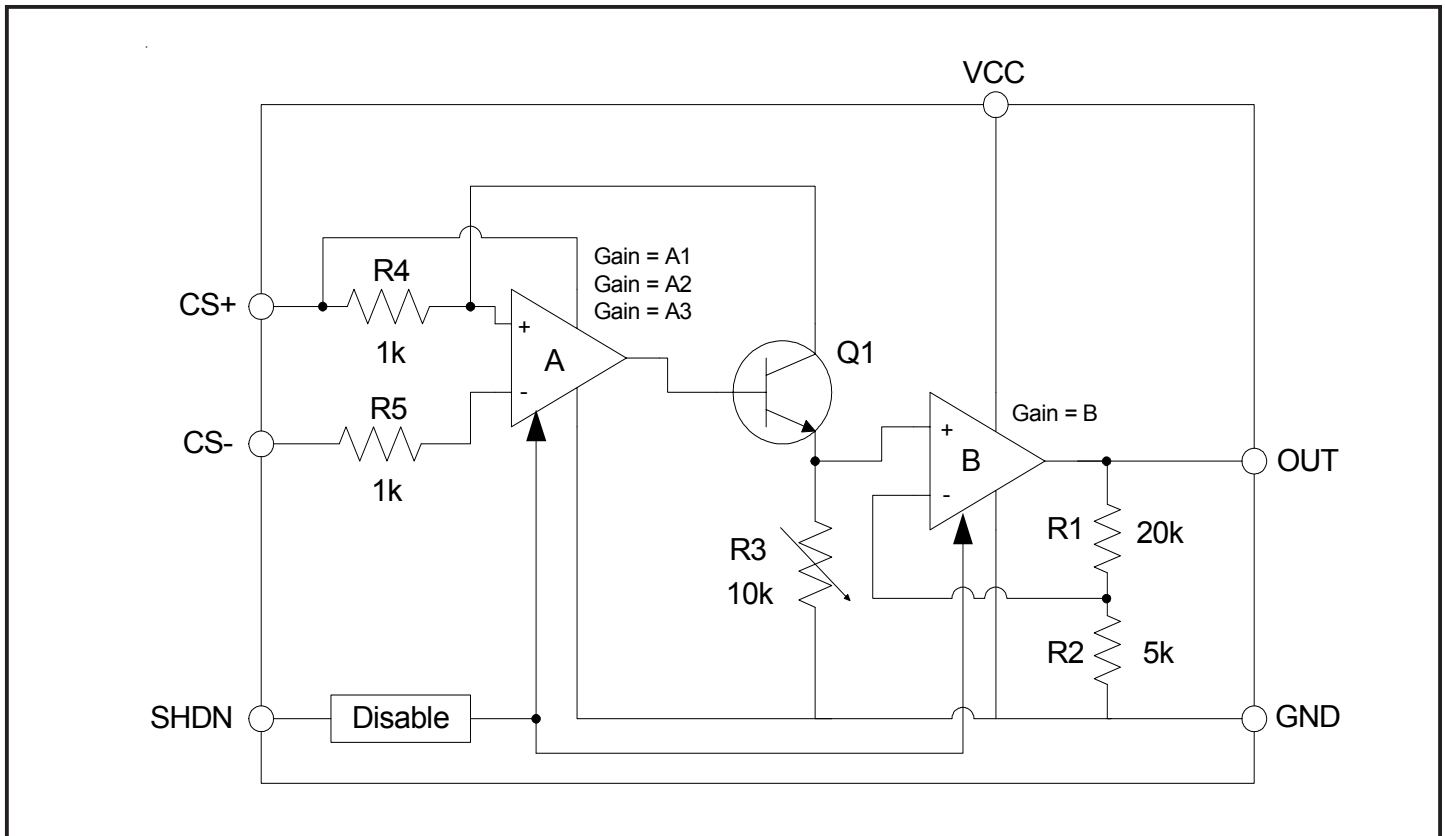 VCC
Gain = A1
Gain = A2
Gain = A3
R4
CS+
1k
+
A
-
Q1
R5
CS-
1k
Gain = B
+
B
-
OUT
R1 20k
R3
10k
R2 5k
SHDN
Disable
GND